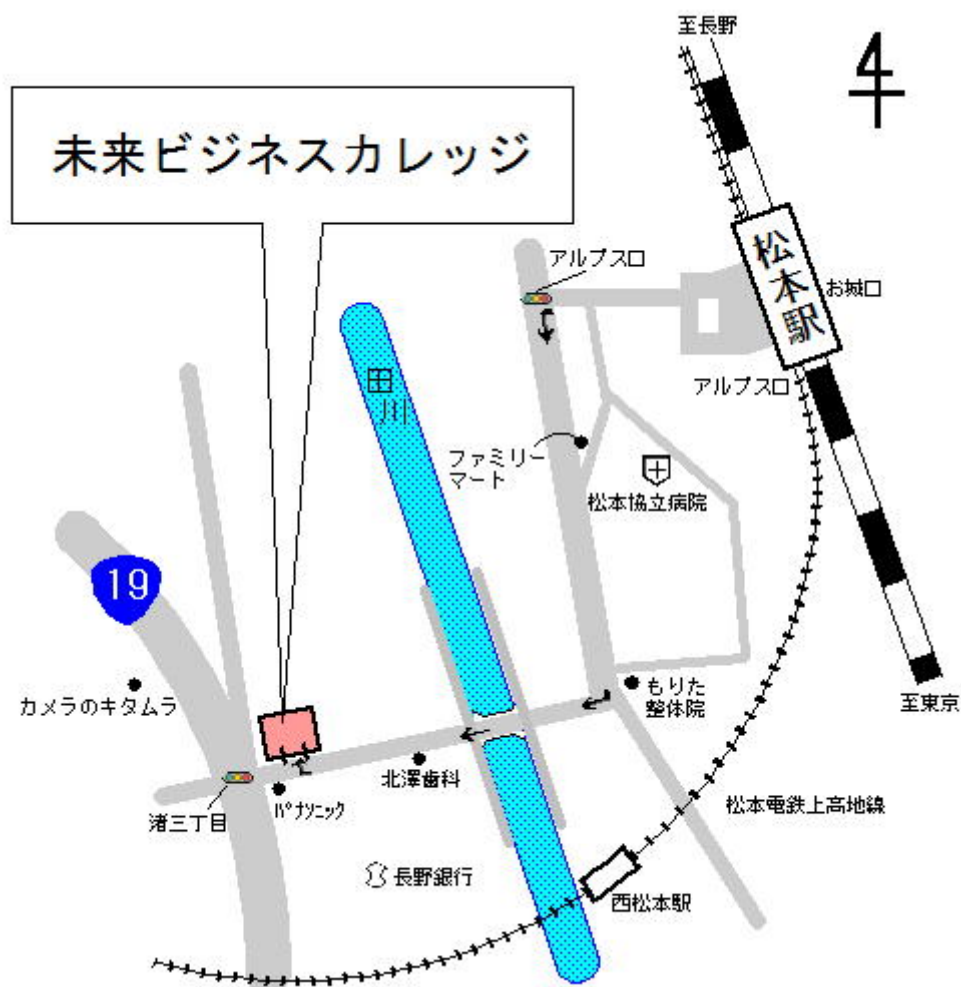 至長野
未来ビジネスカレッジ
松本駅
アルプス口
お城口
アルプス口
田川
ファミリー
マート
松本協立病院
19
カメラのキタムラ
もりた
整体院
至東京
北澤歯科
パナソニック
渚三丁目
松本電鉄上高地線
長野銀行
西松本駅